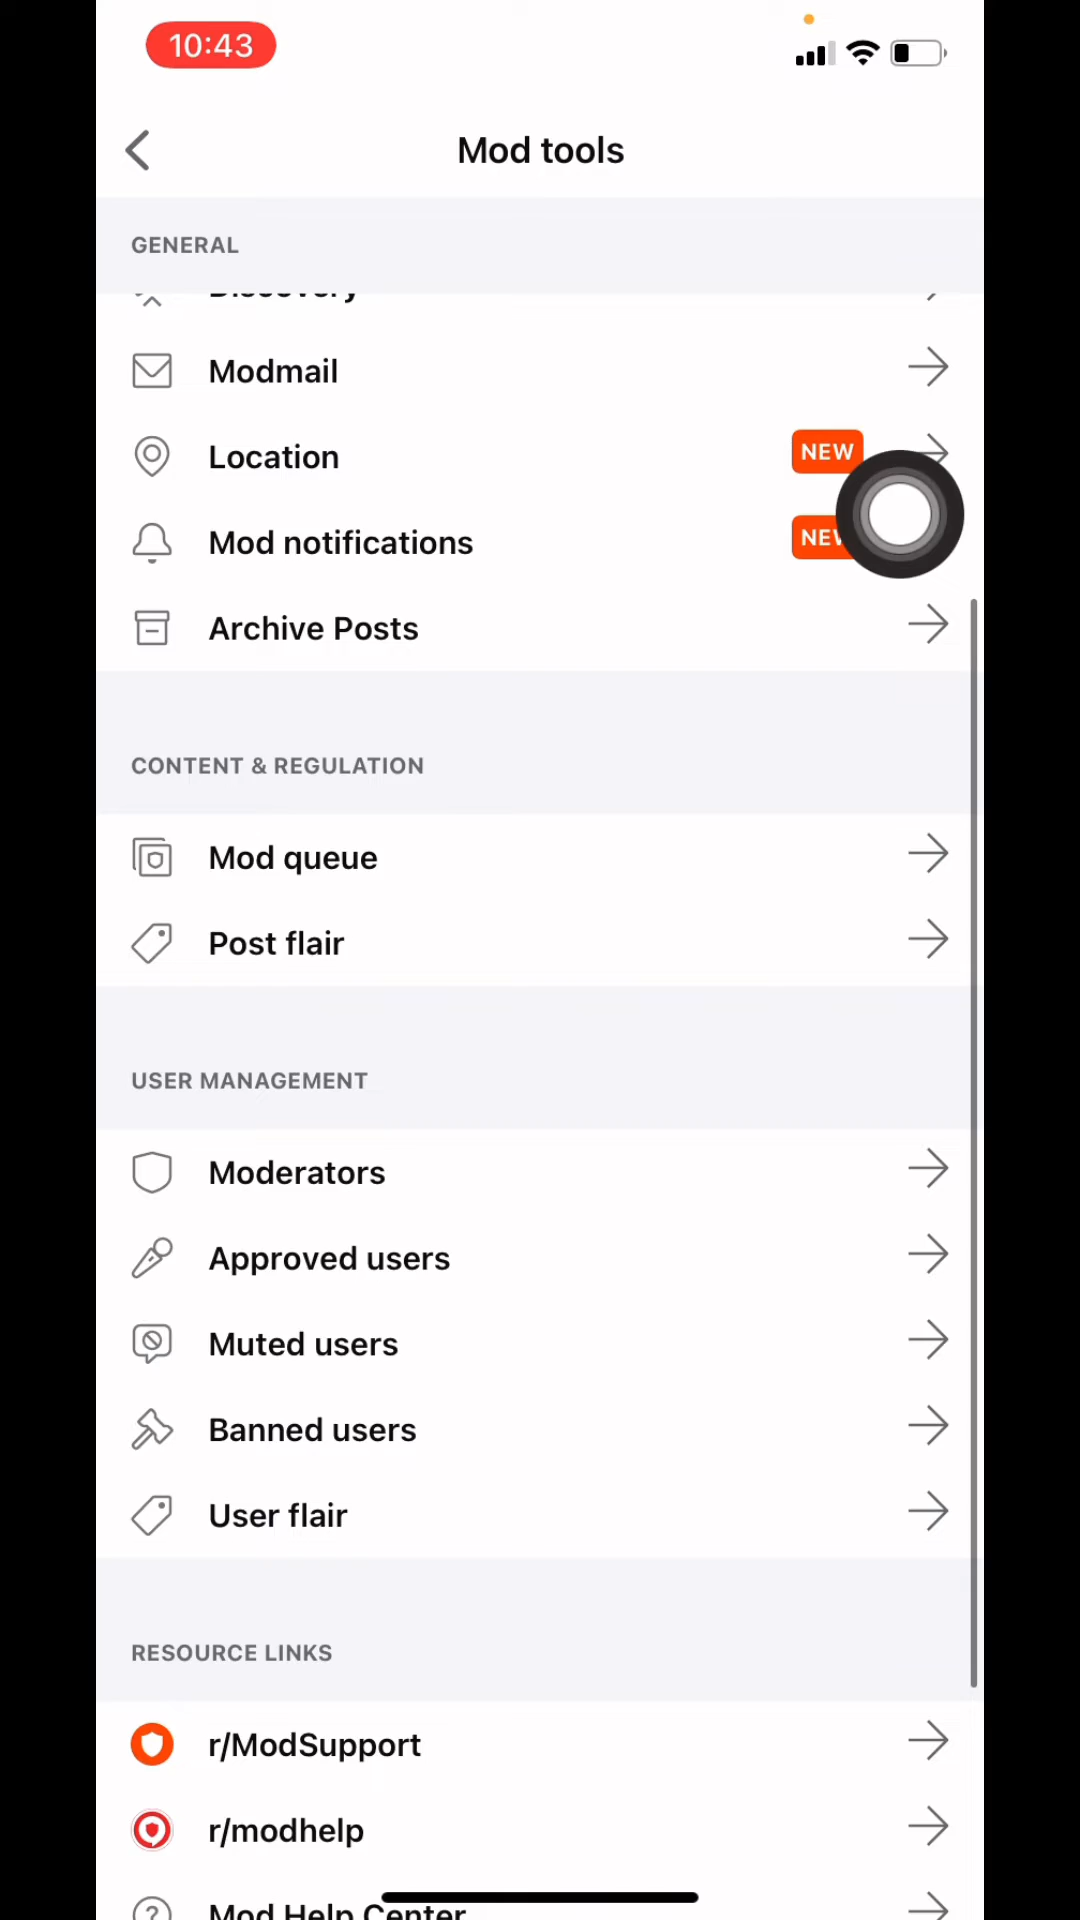 10:43
Mod tools
GENERAL
Discovery
Modmail
Location NEW
Mod notifications NEW
Archive Posts
CONTENT & REGULATION
Mod queue
Post flair
USER MANAGEMENT
Moderators
Approved users
Muted users
Banned users
User flair
RESOURCE LINKS
r/ModSupport
r/modhelp
Mod Help Center